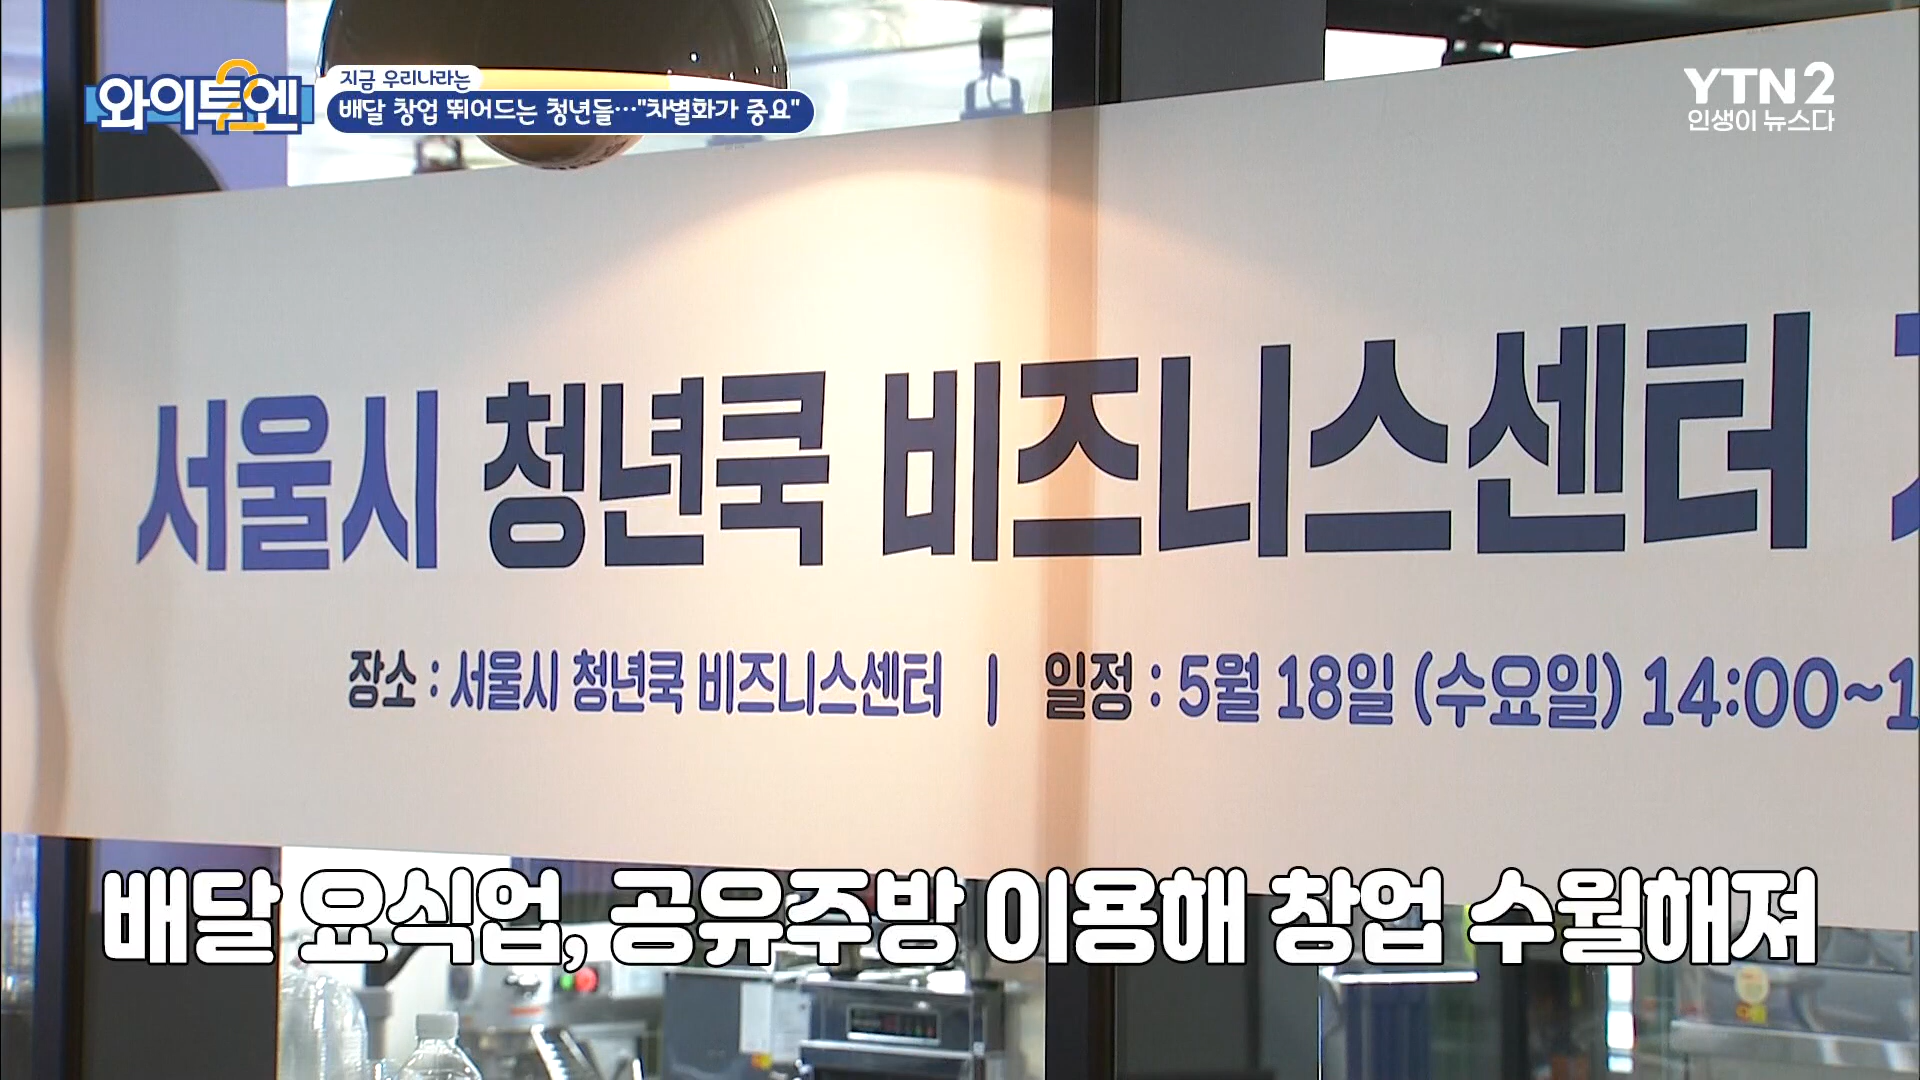 와이투엔
지금 우리나라는
배달 창업 뛰어드는 청년들…"차별화가 중요"
YTN2
인생이 뉴스다
서울시 청년쿡 비즈니스센터
장소 : 서울시 청년쿡 비즈니스센터 | 일정 : 5월 18일 (수요일) 14:00~1
배달 요식업, 공유주방 이용해 창업 수월해져